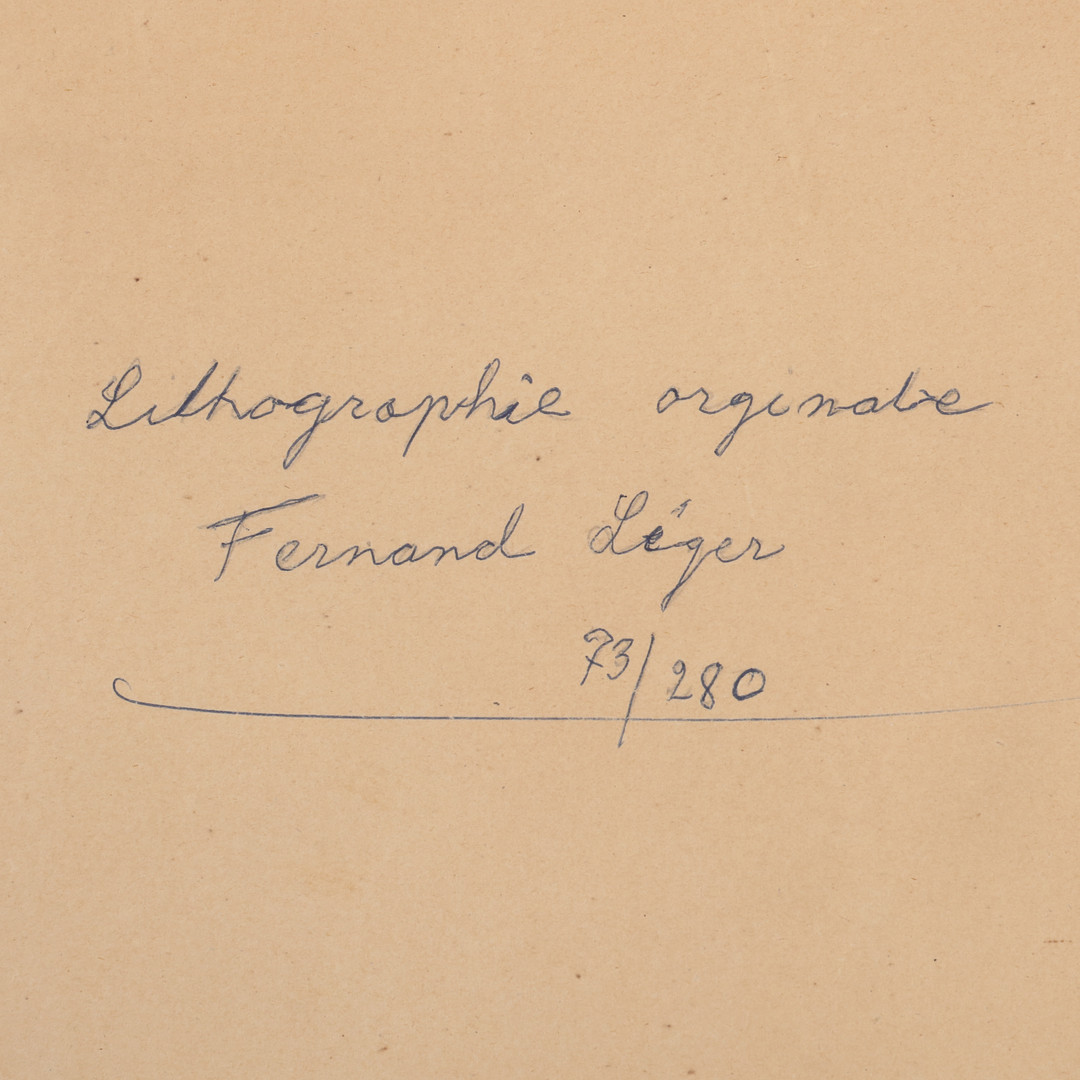 Lithographie orginale
Fernand Léger
73/280